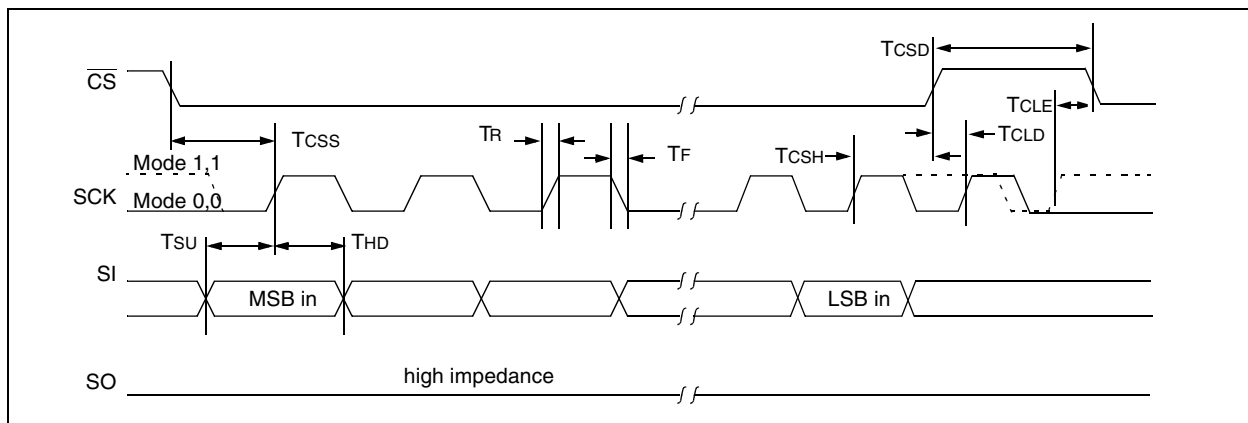 TCSD
CS
TCLE
TCSS
TR
TF
TCSH
TCLD
Mode 1,1
SCK
Mode 0,0
TSU
THD
SI
MSB in
LSB in
SO
high impedance